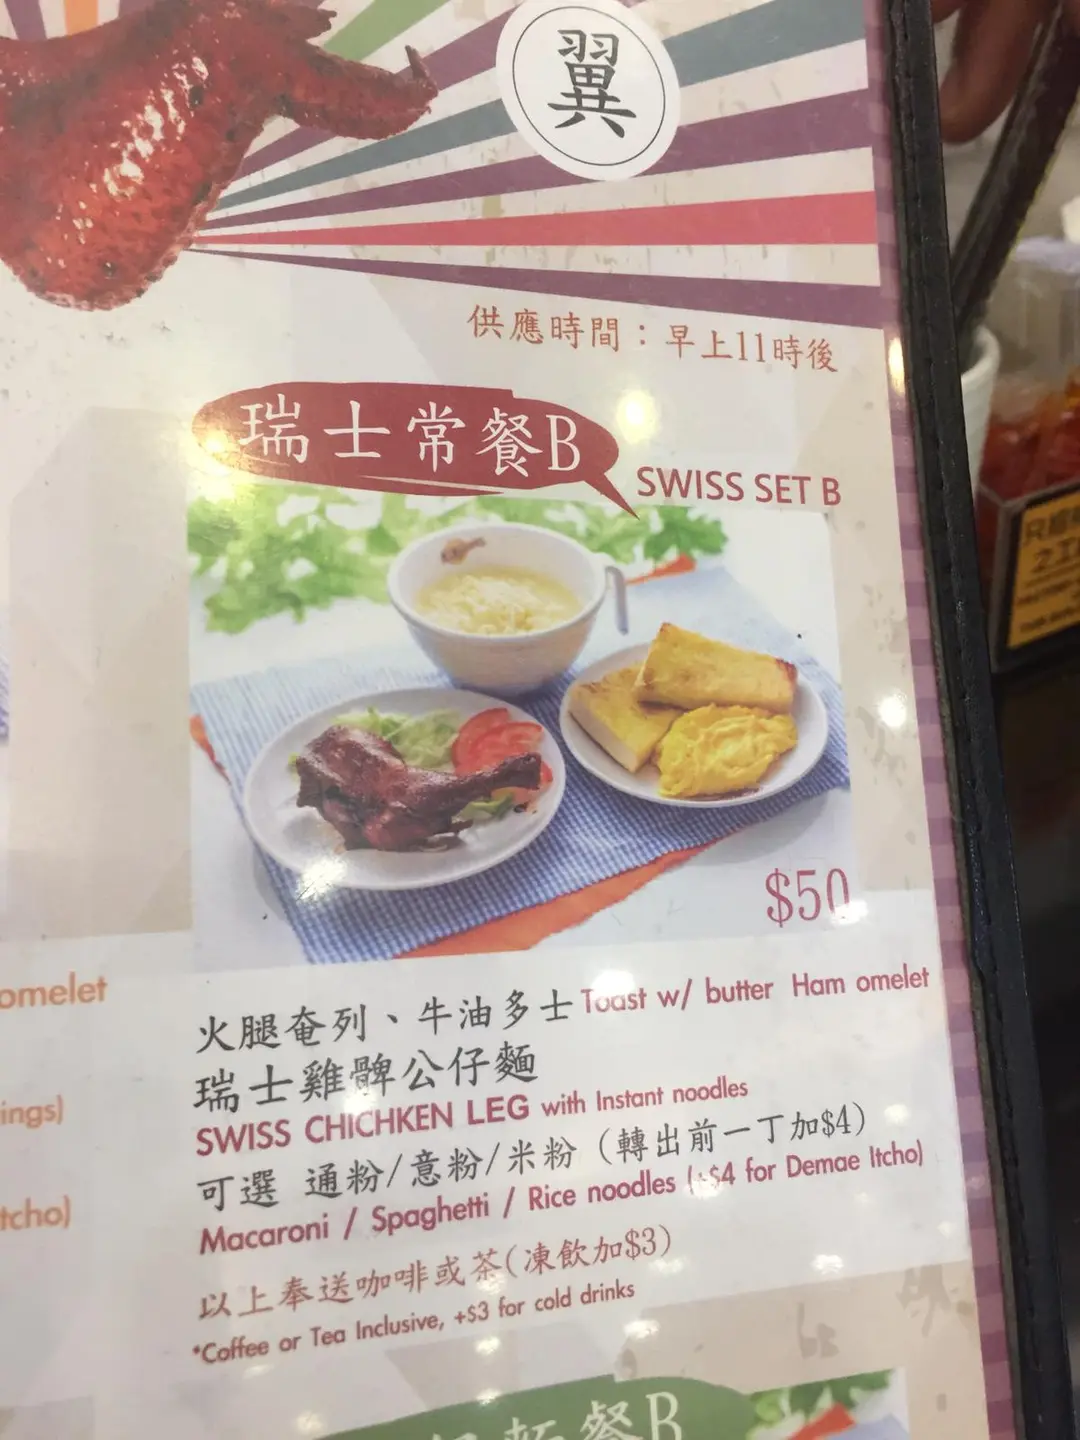 翼
供應時間：早上11時後
瑞士常餐B
SWISS SET B
$50
omelet
火腿奄列、牛油多士 Toast w/ butter Ham omelet
瑞士雞髀公仔麵
ings)
SWISS CHICHKEN LEG with Instant noodles
可選 通粉/意粉/米粉 (轉出前一丁加$4)
tcho)
Macaroni / Spaghetti / Rice noodles (+$4 for Demae Itcho)
以上奉送咖啡或茶(凍飲加$3)
*Coffee or Tea Inclusive, +$3 for cold drinks
餐B